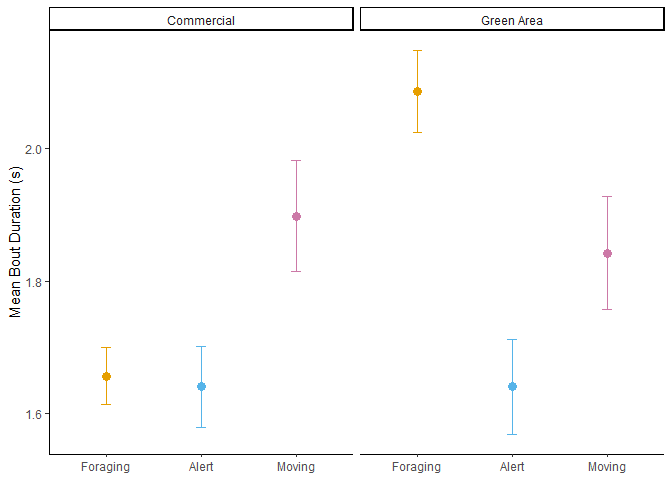 Commercial
Green Area
Mean Bout Duration (s)
2.0
1.8
1.6
Foraging
Alert
Moving
Foraging
Alert
Moving